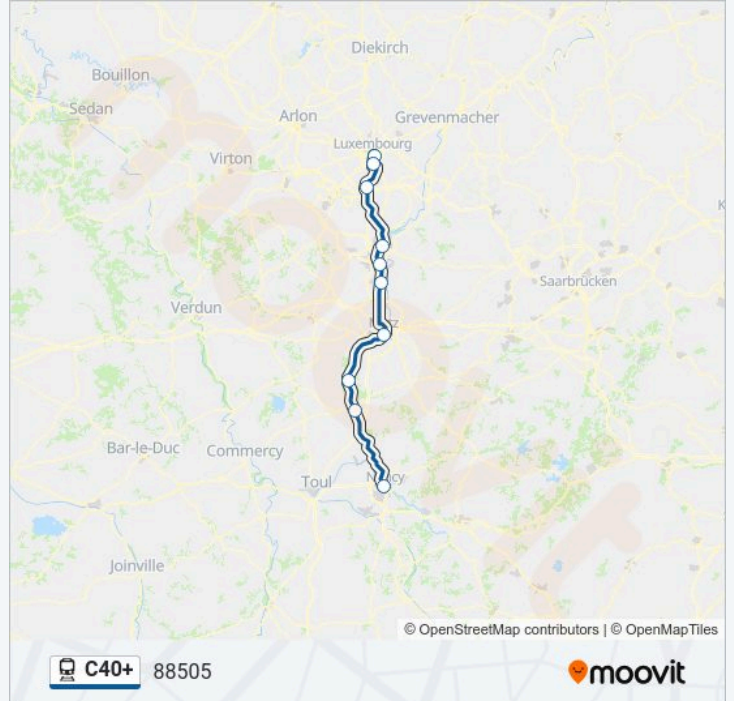 Diekirch
Bouillon
Sedan
Arlon
Grevenmacher
Luxembourg
Virton
K
Saarbrücken
Verdun
Bar-le-Duc
Commercy
Toul
Joinville
© OpenStreetMap contributors | © OpenMapTiles
C40+ 88505
moovit